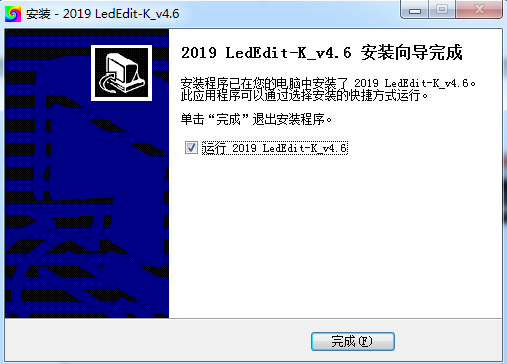 安装 - 2019 LedEdit-K_v4.6
2019 LedEdit-K_v4.6 安装向导完成
安装程序已在您的电脑中安装了 2019 LedEdit-K_v4.6。
此应用程序可以通过选择安装的快捷方式运行。
单击“完成”退出安装程序。
运行 2019 LedEdit-K_v4.6
完成(F)